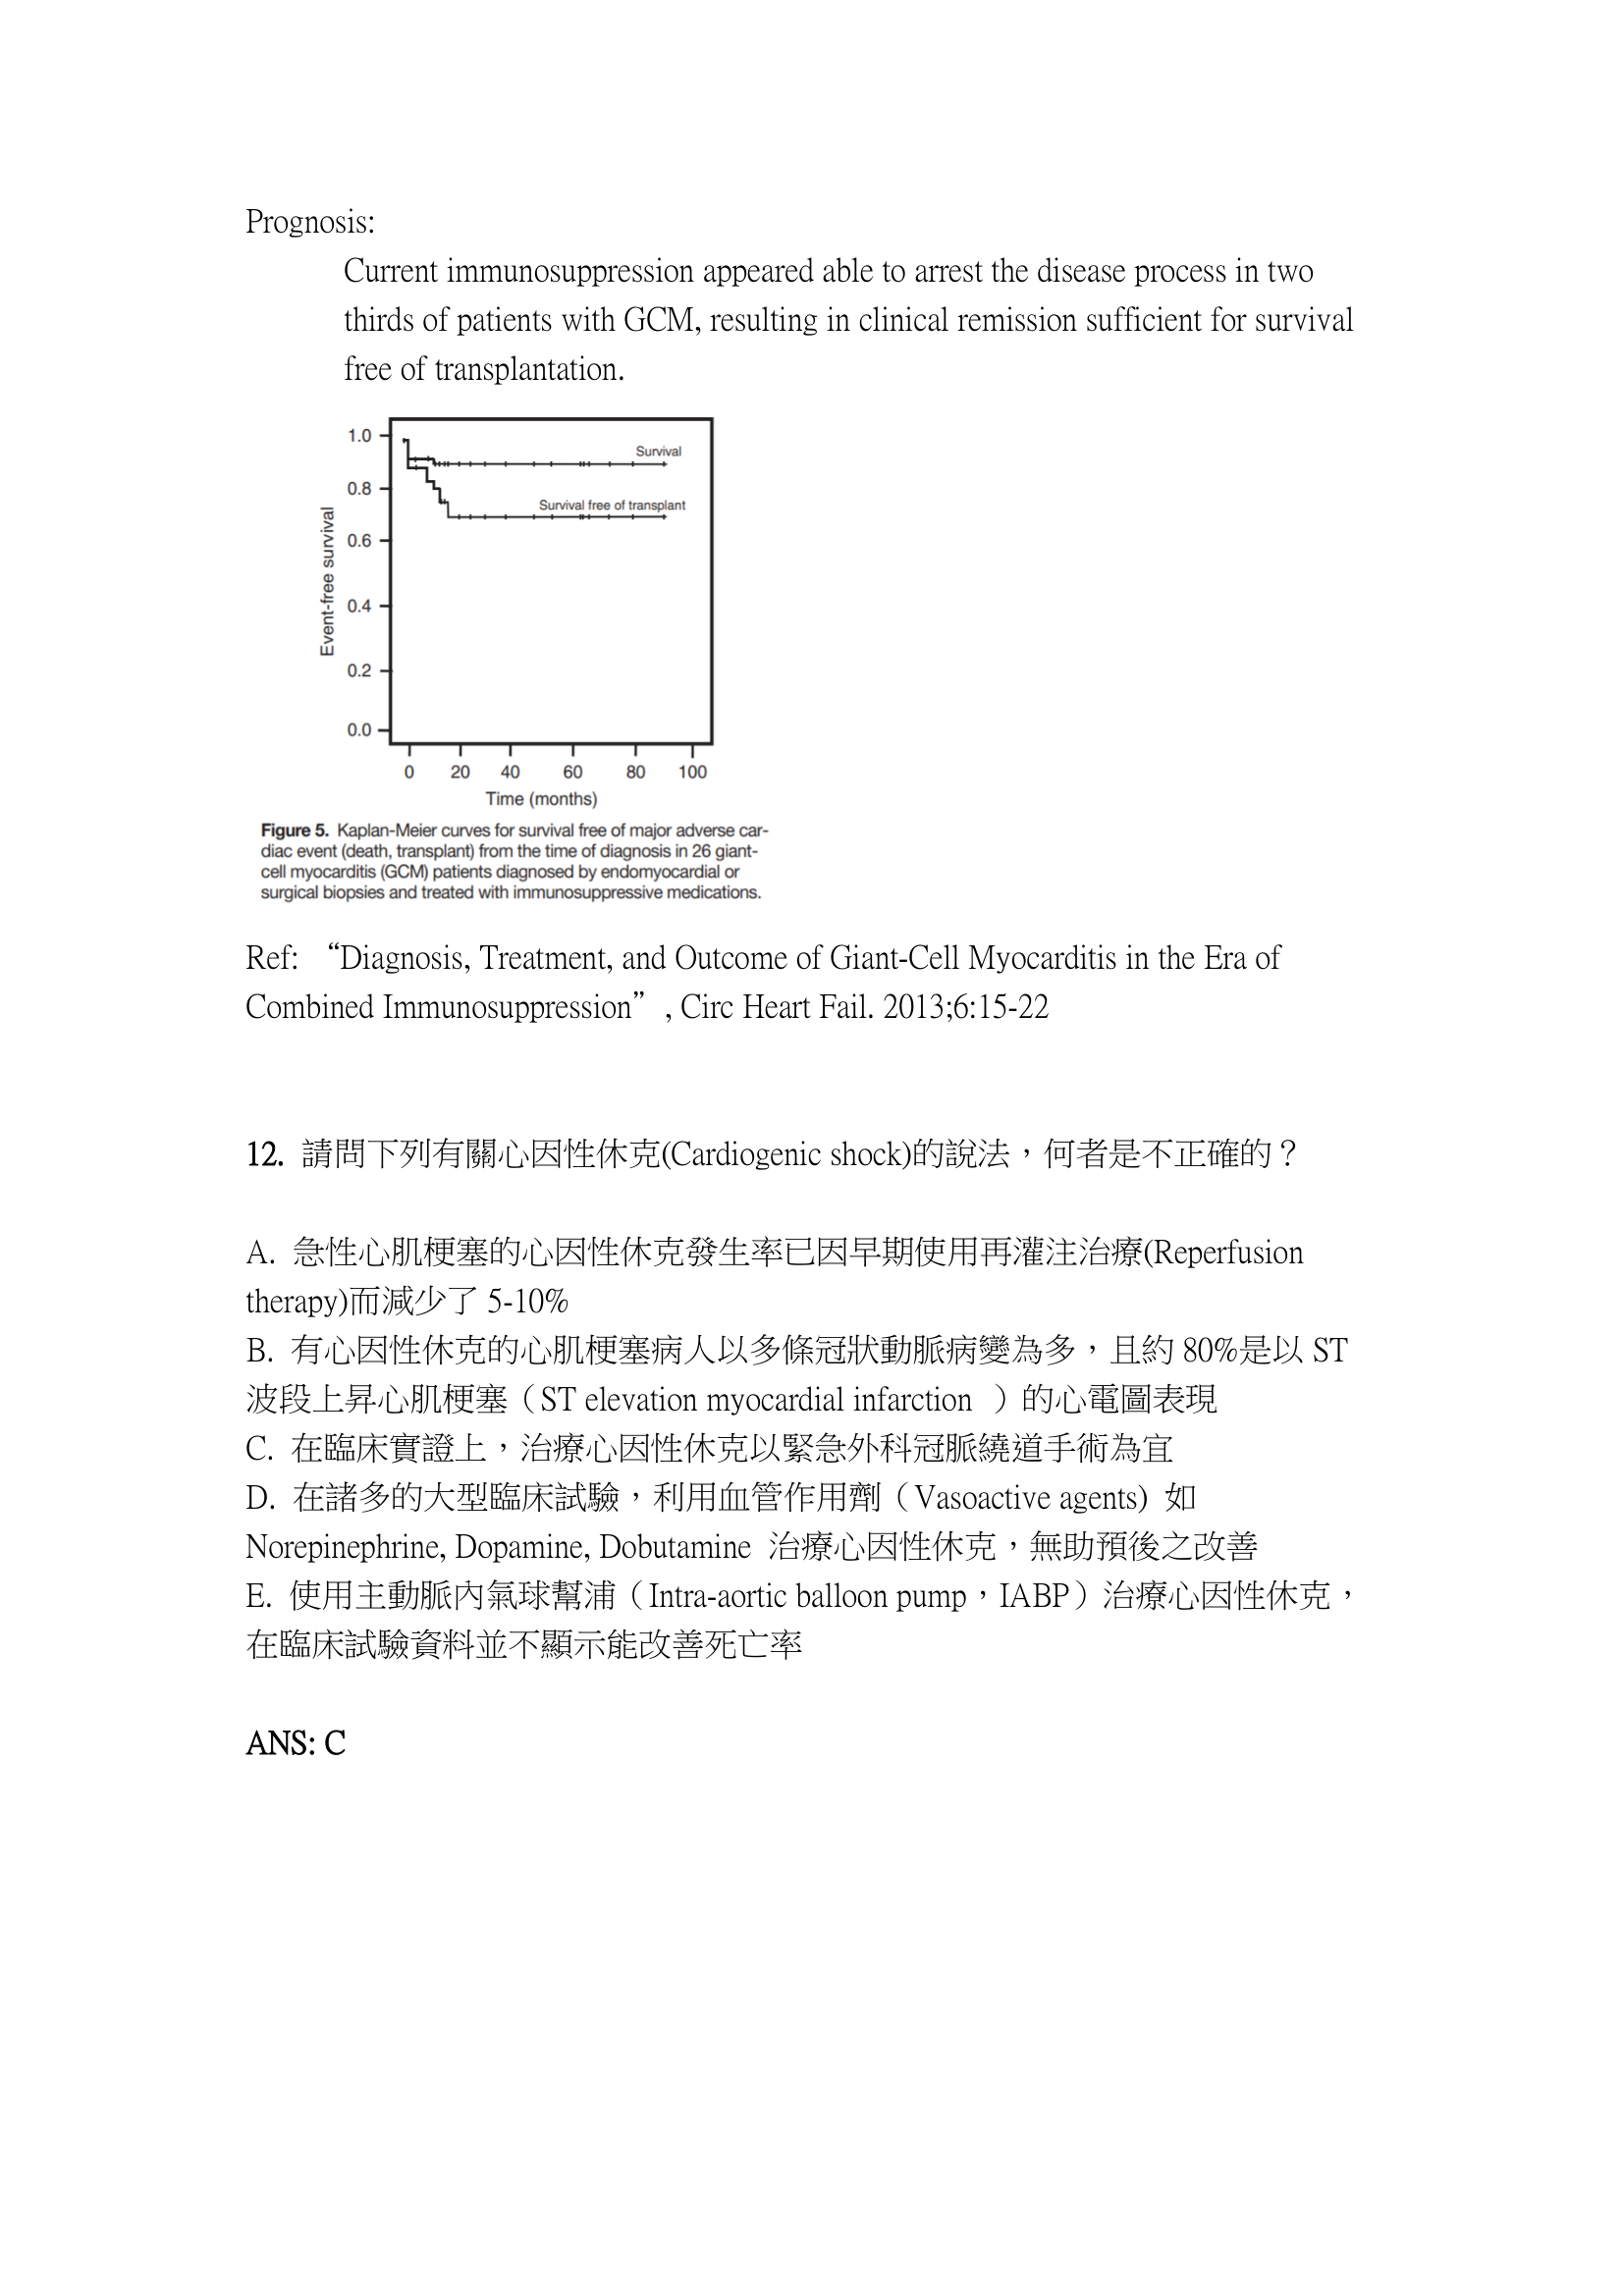 Prognosis:
Current immunosuppression appeared able to arrest the disease process in two
thirds of patients with GCM, resulting in clinical remission sufficient for survival
free of transplantation.
1.0
0.8
0.6
0.4
0.2
0.0
Event-free survival
Survival
Survival free of transplant
0 20 40 60 80 100
Time (months)
Figure 5. Kaplan-Meier curves for survival free of major adverse car-
diac event (death, transplant) from the time of diagnosis in 26 giant-
cell myocarditis (GCM) patients diagnosed by endomyocardial or
surgical biopsies and treated with immunosuppressive medications.
Ref: “Diagnosis, Treatment, and Outcome of Giant-Cell Myocarditis in the Era of
Combined Immunosuppression”, Circ Heart Fail. 2013;6:15-22
12. 請問下列有關心因性休克(Cardiogenic shock)的說法，何者是不正確的？
A. 急性心肌梗塞的心因性休克發生率已因早期使用再灌注治療(Reperfusion
therapy)而減少了 5-10%
B. 有心因性休克的心肌梗塞病人以多條冠狀動脈病變為多，且約 80%是以 ST
波段上昇心肌梗塞（ST elevation myocardial infarction ）的心電圖表現
C. 在臨床實證上，治療心因性休克以緊急外科冠脈繞道手術為宜
D. 在諸多的大型臨床試驗，利用血管作用劑（Vasoactive agents) 如
Norepinephrine, Dopamine, Dobutamine 治療心因性休克，無助預後之改善
E. 使用主動脈內氣球幫浦（Intra-aortic balloon pump，IABP）治療心因性休克，
在臨床試驗資料並不顯示能改善死亡率
ANS: C